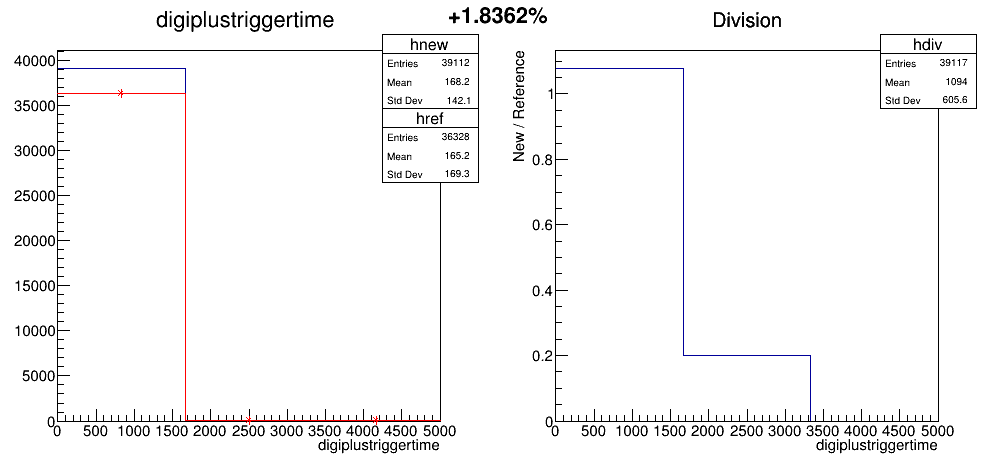 digiplustriggertime
+1.8362%
Division
hnew
Entries 39112
Mean 168.2
Std Dev 142.1
href
Entries 36328
Mean 165.2
Std Dev 169.3
40000
35000
30000
25000
20000
15000
10000
5000
0
0 500 1000 1500 2000 2500 3000 3500 4000 4500 5000
digiplustriggertime
hdiv
Entries 39117
Mean 1094
Std Dev 605.6
New / Reference
1
0.8
0.6
0.4
0.2
0
0 500 1000 1500 2000 2500 3000 3500 4000 4500 5000
digiplustriggertime